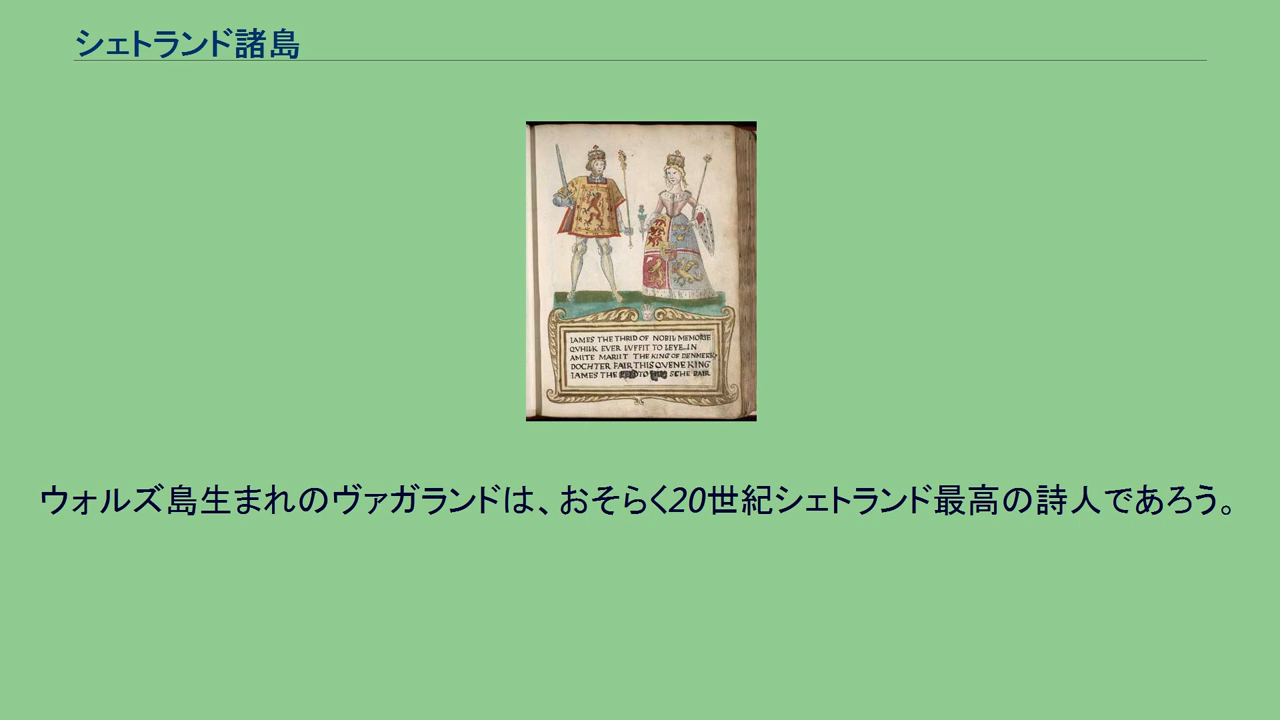 シェトランド諸島
IAMES THE THRID OF NOBIL MEMORIE
QVHILK EVER LVFFIT TO LEYE IN
AMITE MARIIT THE KING OF DENMERK
DOCHTER FAIR THIS QVENE KING
IAMES THE TO SCHE BAIR
ウォルズ島生まれのヴァガランドは、おそらく20世紀シェトランド最高の詩人であろう。